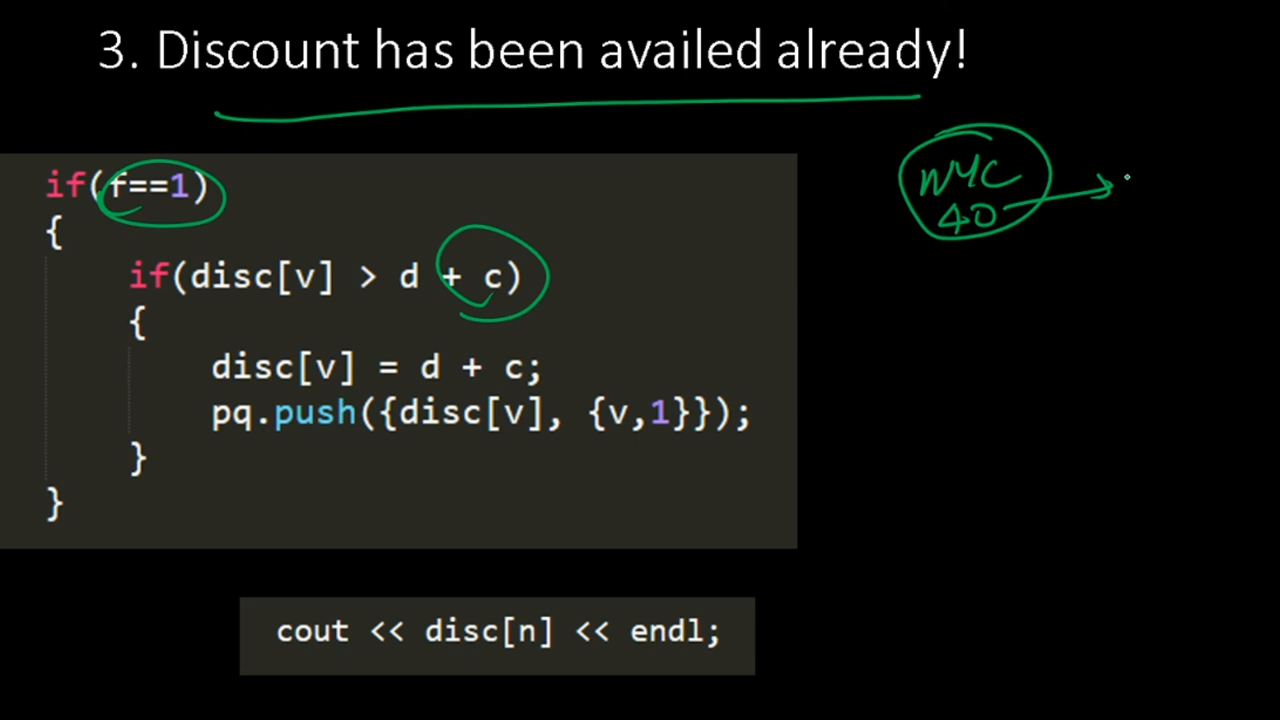 3. Discount has been availed already!
NYC
40
if(f==1)
{
if(disc[v] > d + c)
{
disc[v] = d + c;
pq.push({disc[v], {v,1}});
}
}
cout << disc[n] << endl;